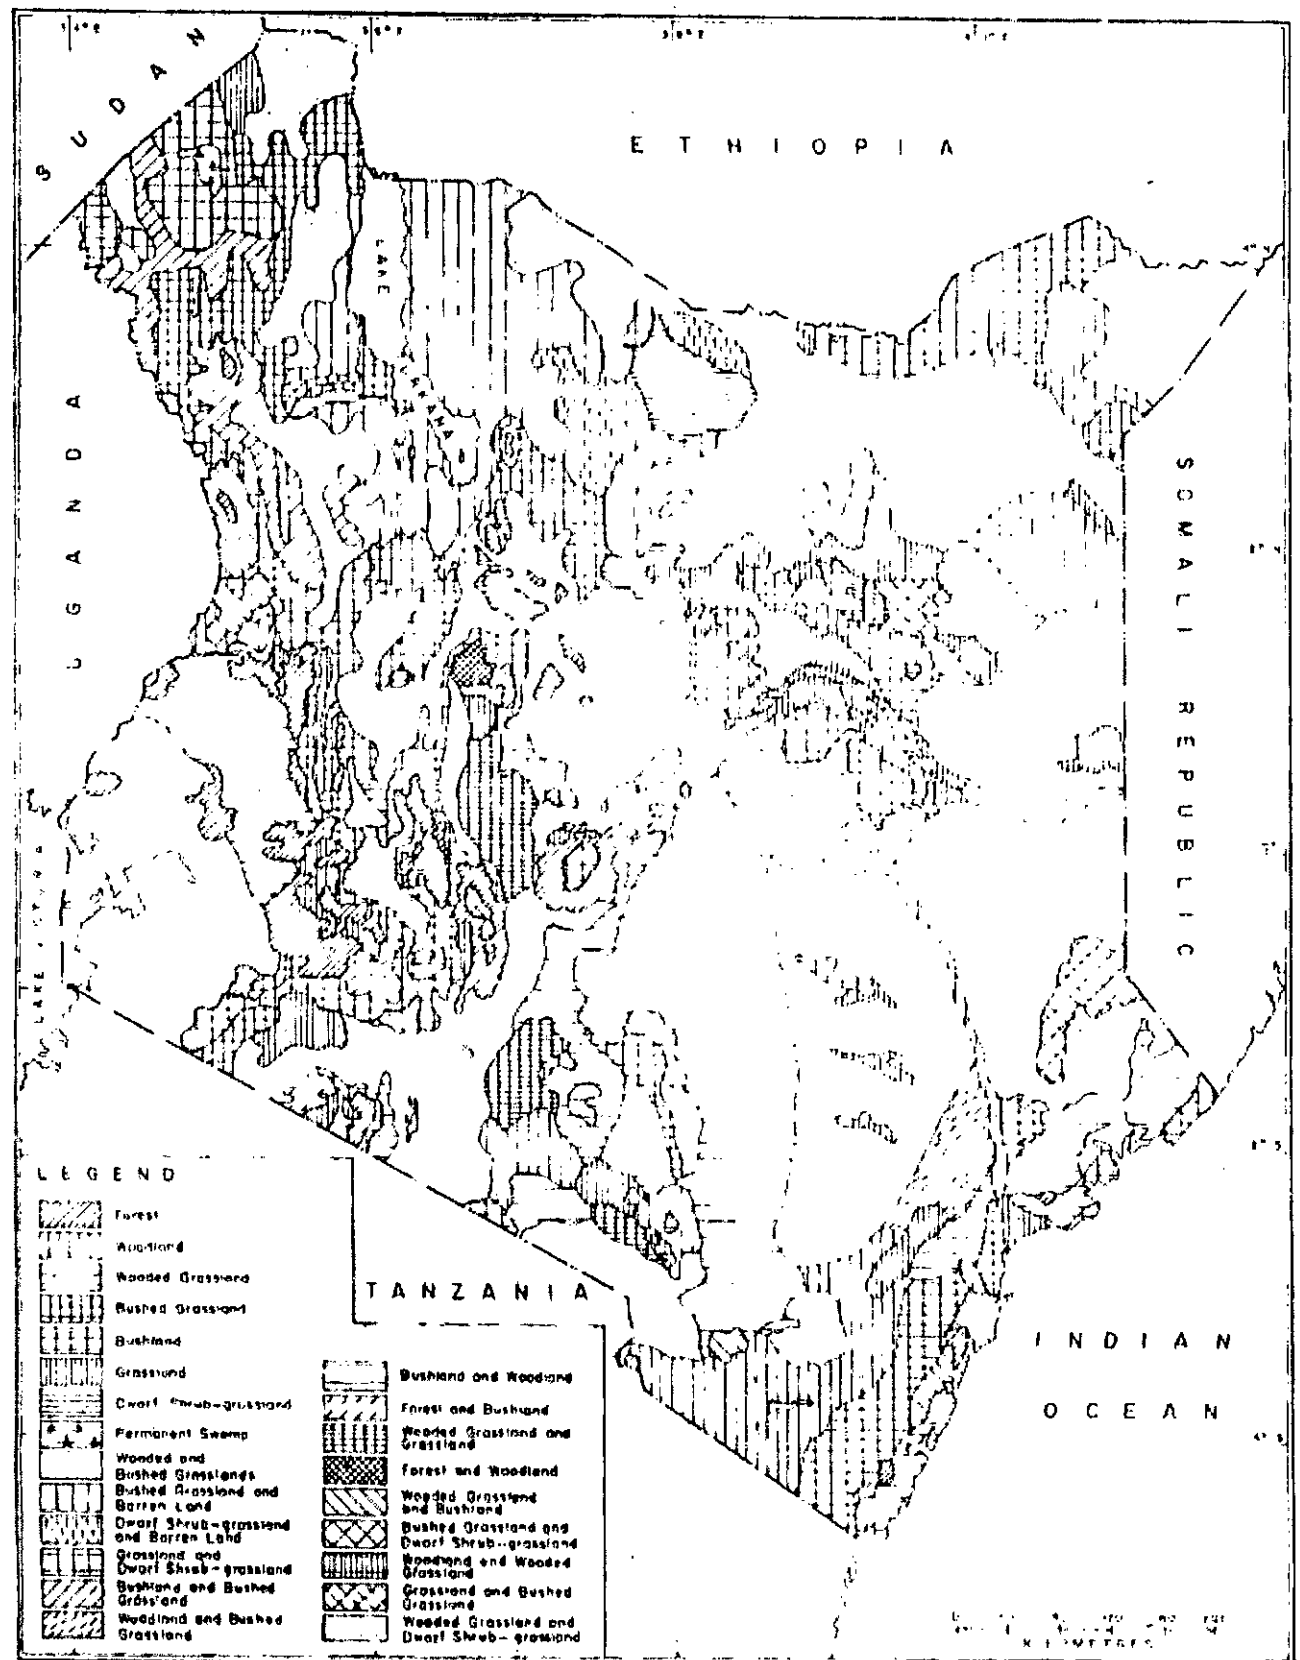 SUDAN
ETHIOPIA
LAKE
UGANDA
SOMALI REPUBLIC
LAKE
TANZANIA
INDIAN
OCEAN
LEGEND
Forest
Woodland
Wooded Grassland
Bushed Grassland
Bushland
Grassland
Dwarf Shrub-grassland
Permanent Swamp
Wooded and
Bushed Grasslands
Bushed Grassland and
Barren Land
Dwarf Shrub-grassland
and Barren Land
Grassland and
Dwarf Shrub-grassland
Bushland and Bushed
Grassland
Woodland and Bushed
Grassland
Bushland and Woodland
Forest and Bushland
Wooded Grassland and
Grassland
Forest and Woodland
Wooded Grassland
and Bushland
Bushed Grassland and
Dwarf Shrub-grassland
Woodland and Wooded
Grassland
Grassland and Bushed
Grassland
Wooded Grassland and
Dwarf Shrub-grassland
KILOMETRES